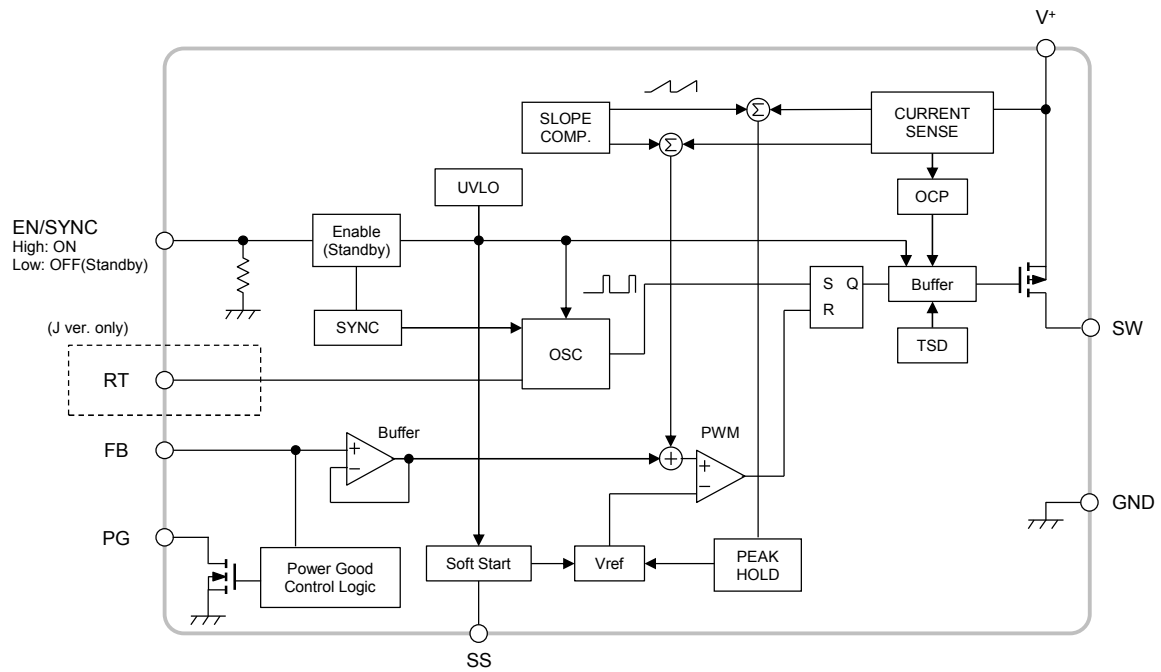 V⁺
SLOPE
COMP.
Σ
CURRENT
SENSE
Σ
UVLO
OCP
EN/SYNC
High: ON
Low: OFF(Standby)
Enable
(Standby)
S Q
R
Buffer
(J ver. only)
SYNC
OSC
TSD
SW
RT
FB
Buffer
+
−
+
PWM
+
−
GND
PG
Power Good
Control Logic
Soft Start
Vref
PEAK
HOLD
SS